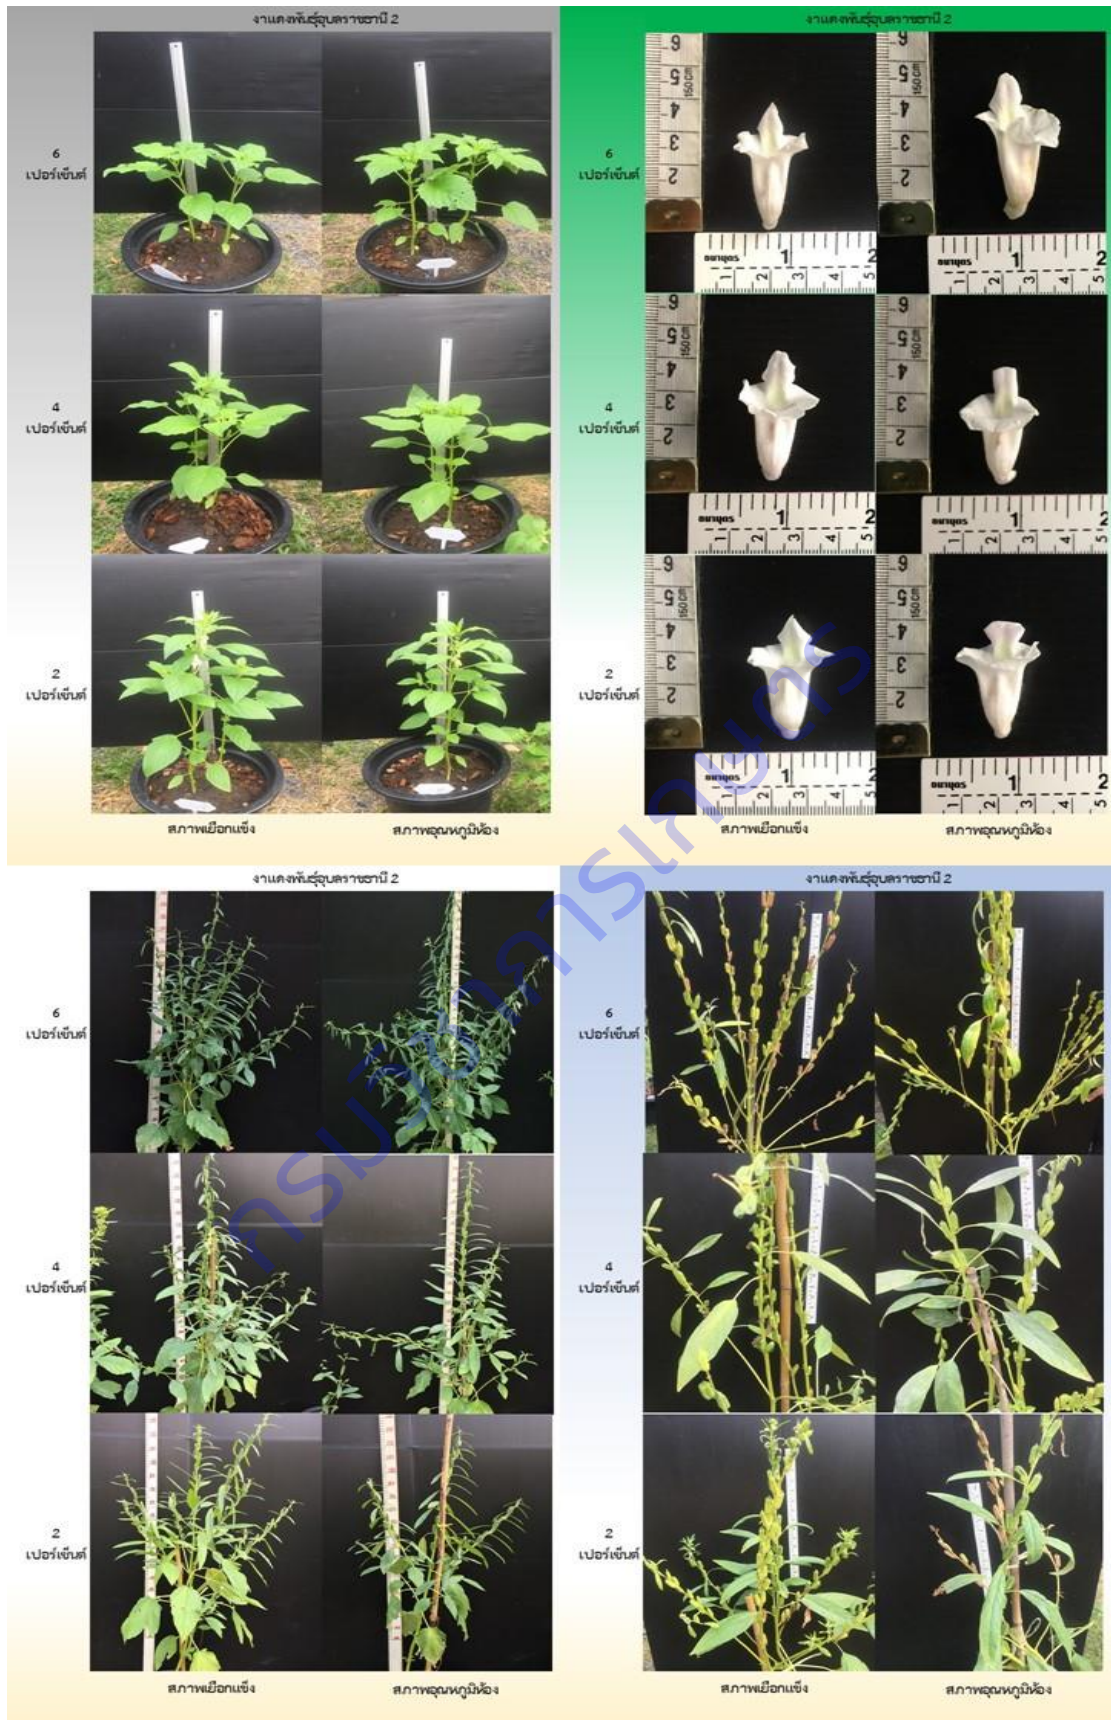 งาแดงพันธุ์อุบลราชธานี 2
6
เปอร์เซ็นต์
4
เปอร์เซ็นต์
2
เปอร์เซ็นต์
สภาพเยือกแข็ง
สภาพอุณหภูมิห้อง
งาแดงพันธุ์อุบลราชธานี 2
6
เปอร์เซ็นต์
4
เปอร์เซ็นต์
2
เปอร์เซ็นต์
สภาพเยือกแข็ง
สภาพอุณหภูมิห้อง
งาแดงพันธุ์อุบลราชธานี 2
6
เปอร์เซ็นต์
4
เปอร์เซ็นต์
2
เปอร์เซ็นต์
สภาพเยือกแข็ง
สภาพอุณหภูมิห้อง
งาแดงพันธุ์อุบลราชธานี 2
6
เปอร์เซ็นต์
4
เปอร์เซ็นต์
2
เปอร์เซ็นต์
สภาพเยือกแข็ง
สภาพอุณหภูมิห้อง
กรมวิชาการเกษตร